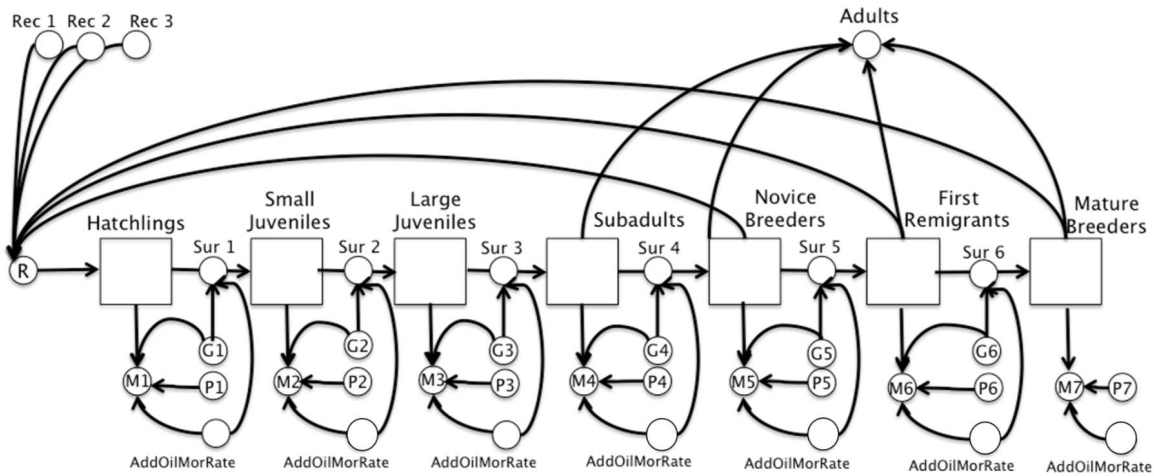 Rec 1 Rec 2 Rec 3
Adults
Hatchlings
Small
Juveniles
Large
Juveniles
Subadults
Novice
Breeders
First
Remigrants
Mature
Breeders
R
Sur 1
Sur 2
Sur 3
Sur 4
Sur 5
Sur 6
G1
G2
G3
G4
G5
G6
M1
P1
M2
P2
M3
P3
M4
P4
M5
P5
M6
P6
M7
P7
AddOilMorRate
AddOilMorRate
AddOilMorRate
AddOilMorRate
AddOilMorRate
AddOilMorRate
AddOilMorRate